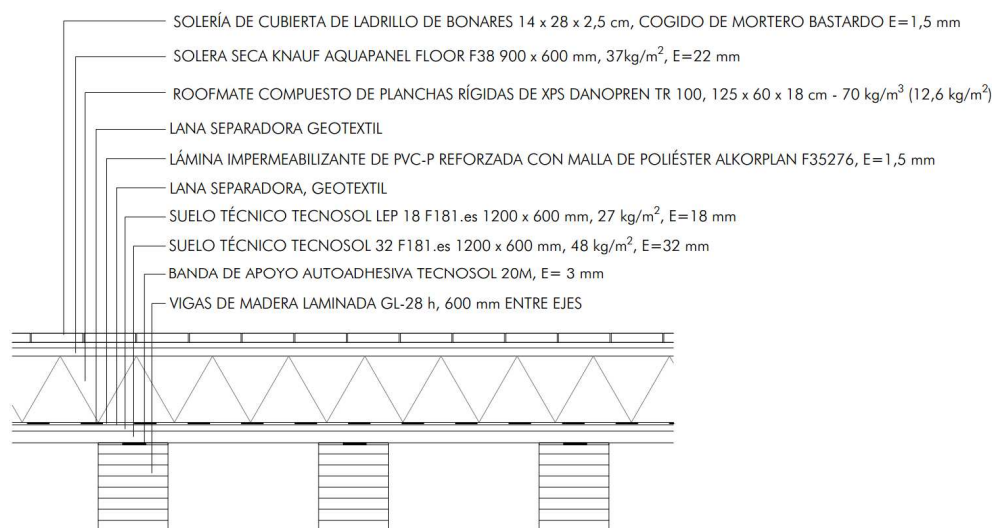 SOLERÍA DE CUBIERTA DE LADRILLO DE BONARES 14 x 28 x 2,5 cm, COGIDO DE MORTERO BASTARDO E=1,5 mm
SOLERA SECA KNAUF AQUAPANEL FLOOR F38 900 x 600 mm, 37kg/m², E=22 mm
ROOFMATE COMPUESTO DE PLANCHAS RÍGIDAS DE XPS DANOPREN TR 100, 125 x 60 x 18 cm - 70 kg/m³ (12,6 kg/m²)
LANA SEPARADORA GEOTEXTIL
LÁMINA IMPERMEABILIZANTE DE PVC-P REFORZADA CON MALLA DE POLIÉSTER ALKORPLAN F35276, E=1,5 mm
LANA SEPARADORA, GEOTEXTIL
SUELO TÉCNICO TECNOSOL LEP 18 F181.es 1200 x 600 mm, 27 kg/m², E=18 mm
SUELO TÉCNICO TECNOSOL 32 F181.es 1200 x 600 mm, 48 kg/m², E=32 mm
BANDA DE APOYO AUTOADHESIVA TECNOSOL 20M, E= 3 mm
VIGAS DE MADERA LAMINADA GL-28 h, 600 mm ENTRE EJES